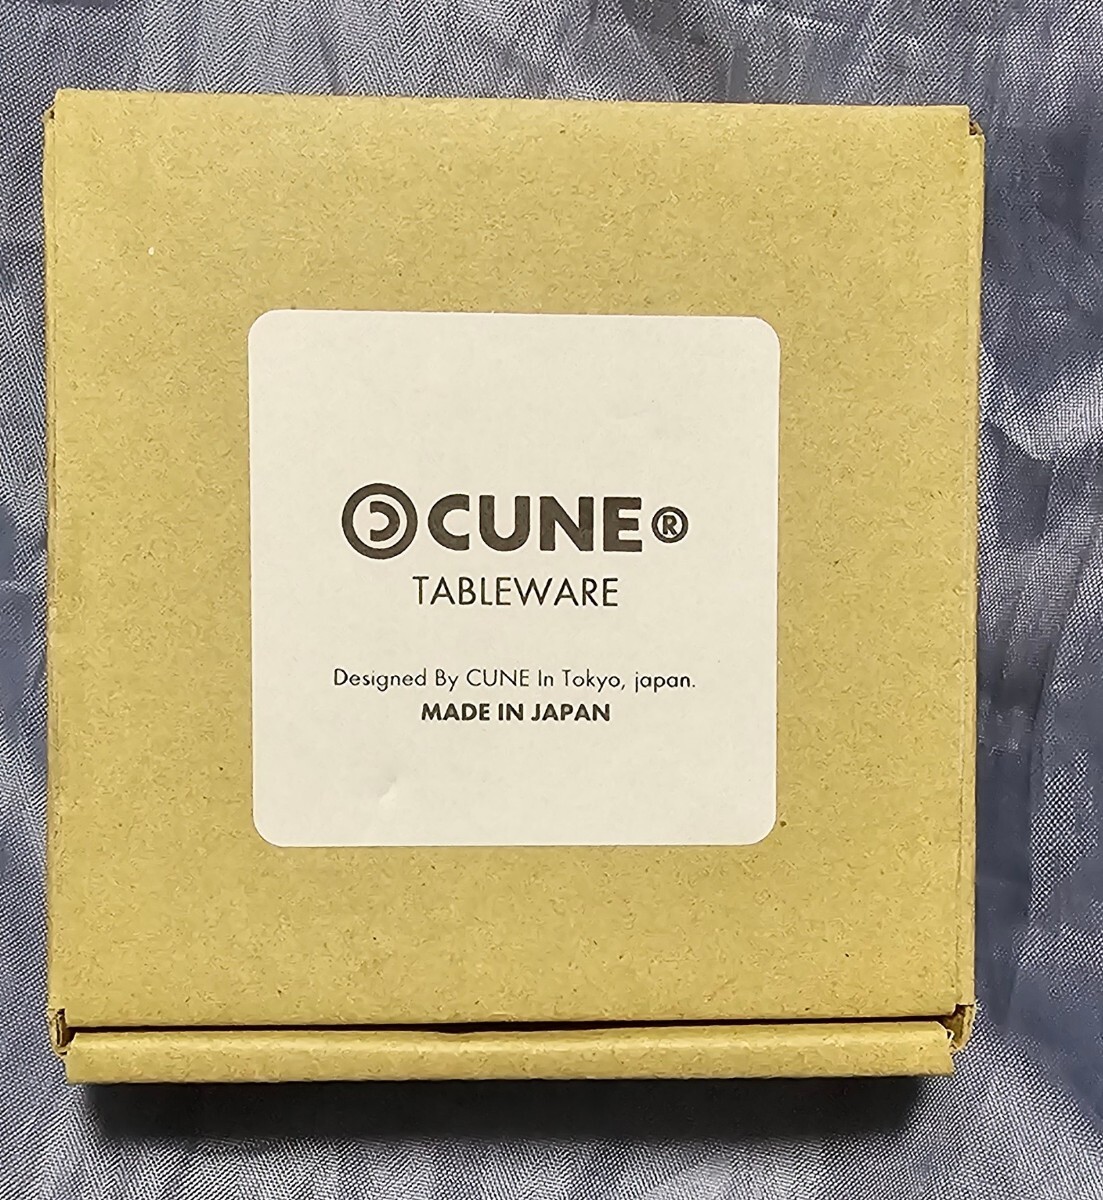 CUNE®
TABLEWARE
Designed By CUNE In Tokyo, japan.
MADE IN JAPAN